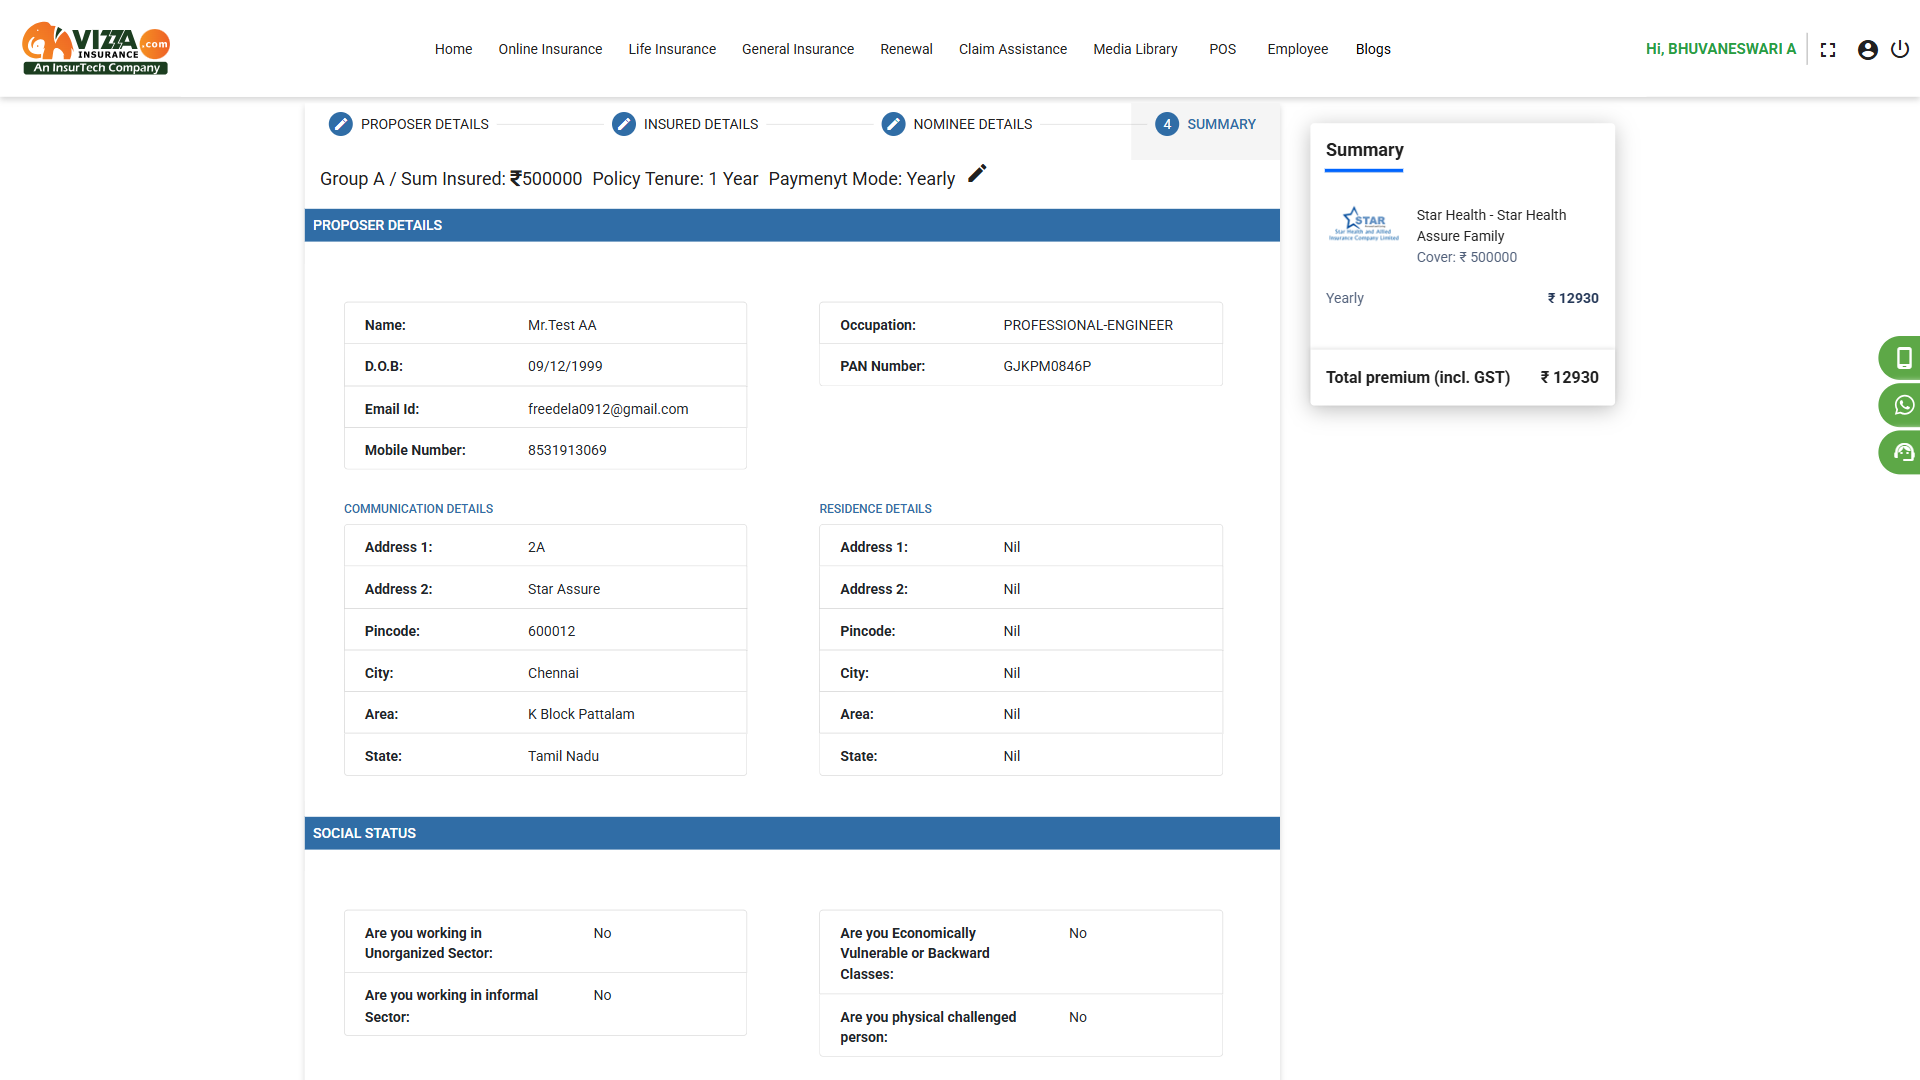 VIZZA .com
INSURANCE
An InsurTech Company
Home Online Insurance Life Insurance General Insurance Renewal Claim Assistance Media Library POS Employee Blogs
Hi, BHUVANESWARI A
PROPOSER DETAILS INSURED DETAILS NOMINEE DETAILS 4 SUMMARY
Group A / Sum Insured: ₹500000 Policy Tenure: 1 Year Paymenyt Mode: Yearly
PROPOSER DETAILS
Name: Mr.Test AA
D.O.B: 09/12/1999
Email Id: freedela0912@gmail.com
Mobile Number: 8531913069
Occupation: PROFESSIONAL-ENGINEER
PAN Number: GJKPM0846P
COMMUNICATION DETAILS
Address 1: 2A
Address 2: Star Assure
Pincode: 600012
City: Chennai
Area: K Block Pattalam
State: Tamil Nadu
RESIDENCE DETAILS
Address 1: Nil
Address 2: Nil
Pincode: Nil
City: Nil
Area: Nil
State: Nil
SOCIAL STATUS
Are you working in
Unorganized Sector: No
Are you working in informal
Sector: No
Are you Economically
Vulnerable or Backward
Classes: No
Are you physical challenged
person: No
Summary
STAR
Star Health and Allied
Insurance Company Limited
Star Health - Star Health
Assure Family
Cover: ₹ 500000
Yearly ₹ 12930
Total premium (incl. GST) ₹ 12930